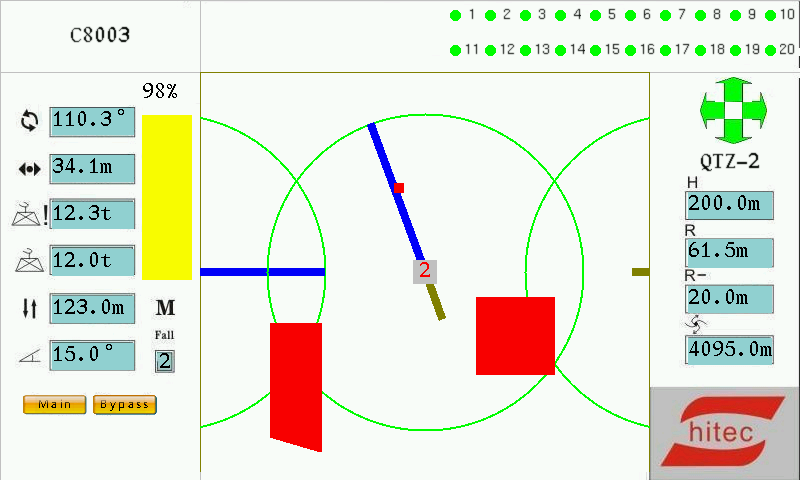 C8003
1 2 3 4 5 6 7 8 9 10
11 12 13 14 15 16 17 18 19 20
98%
110.3°
34.1m
! 12.3t
12.0t
123.0m
M
Fall
15.0°
2
Main Bypass
2
QTZ-2
H
200.0m
R
61.5m
R-
20.0m
4095.0m
hitec